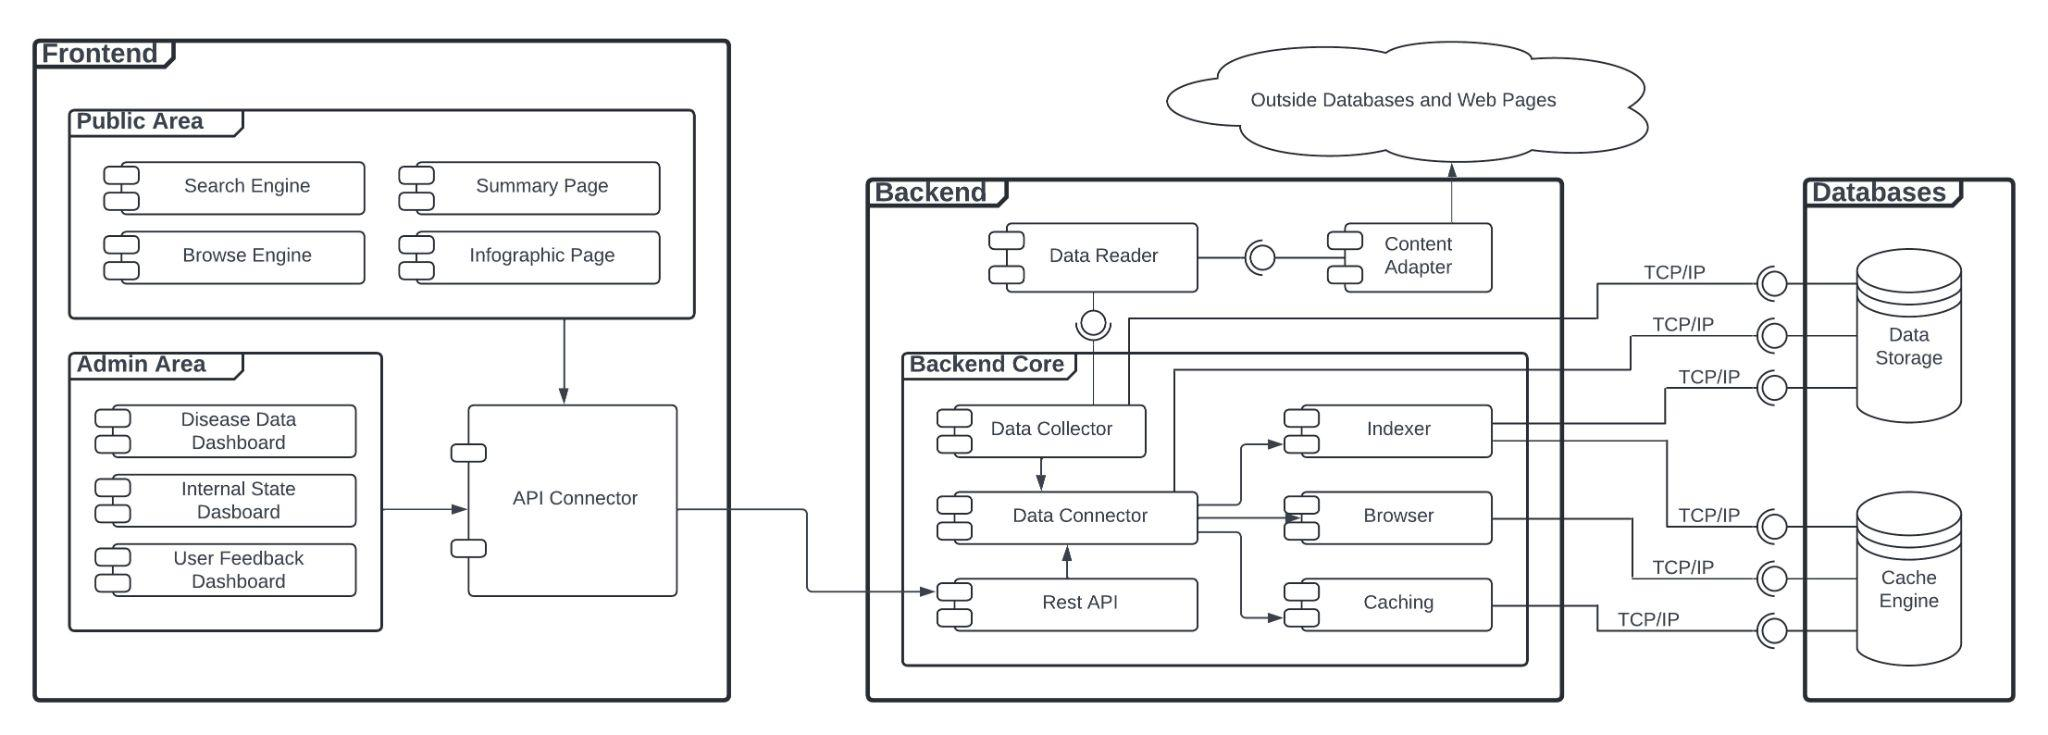 Frontend
Public Area
Search Engine
Summary Page
Browse Engine
Infographic Page
Admin Area
Disease Data
Dashboard
Internal State
Dasboard
User Feedback
Dashboard
API Connector
Outside Databases and Web Pages
Backend
Data Reader
Content
Adapter
Backend Core
Data Collector
Indexer
Data Connector
Browser
Rest API
Caching
TCP/IP
TCP/IP
TCP/IP
TCP/IP
TCP/IP
TCP/IP
Databases
Data
Storage
Cache
Engine